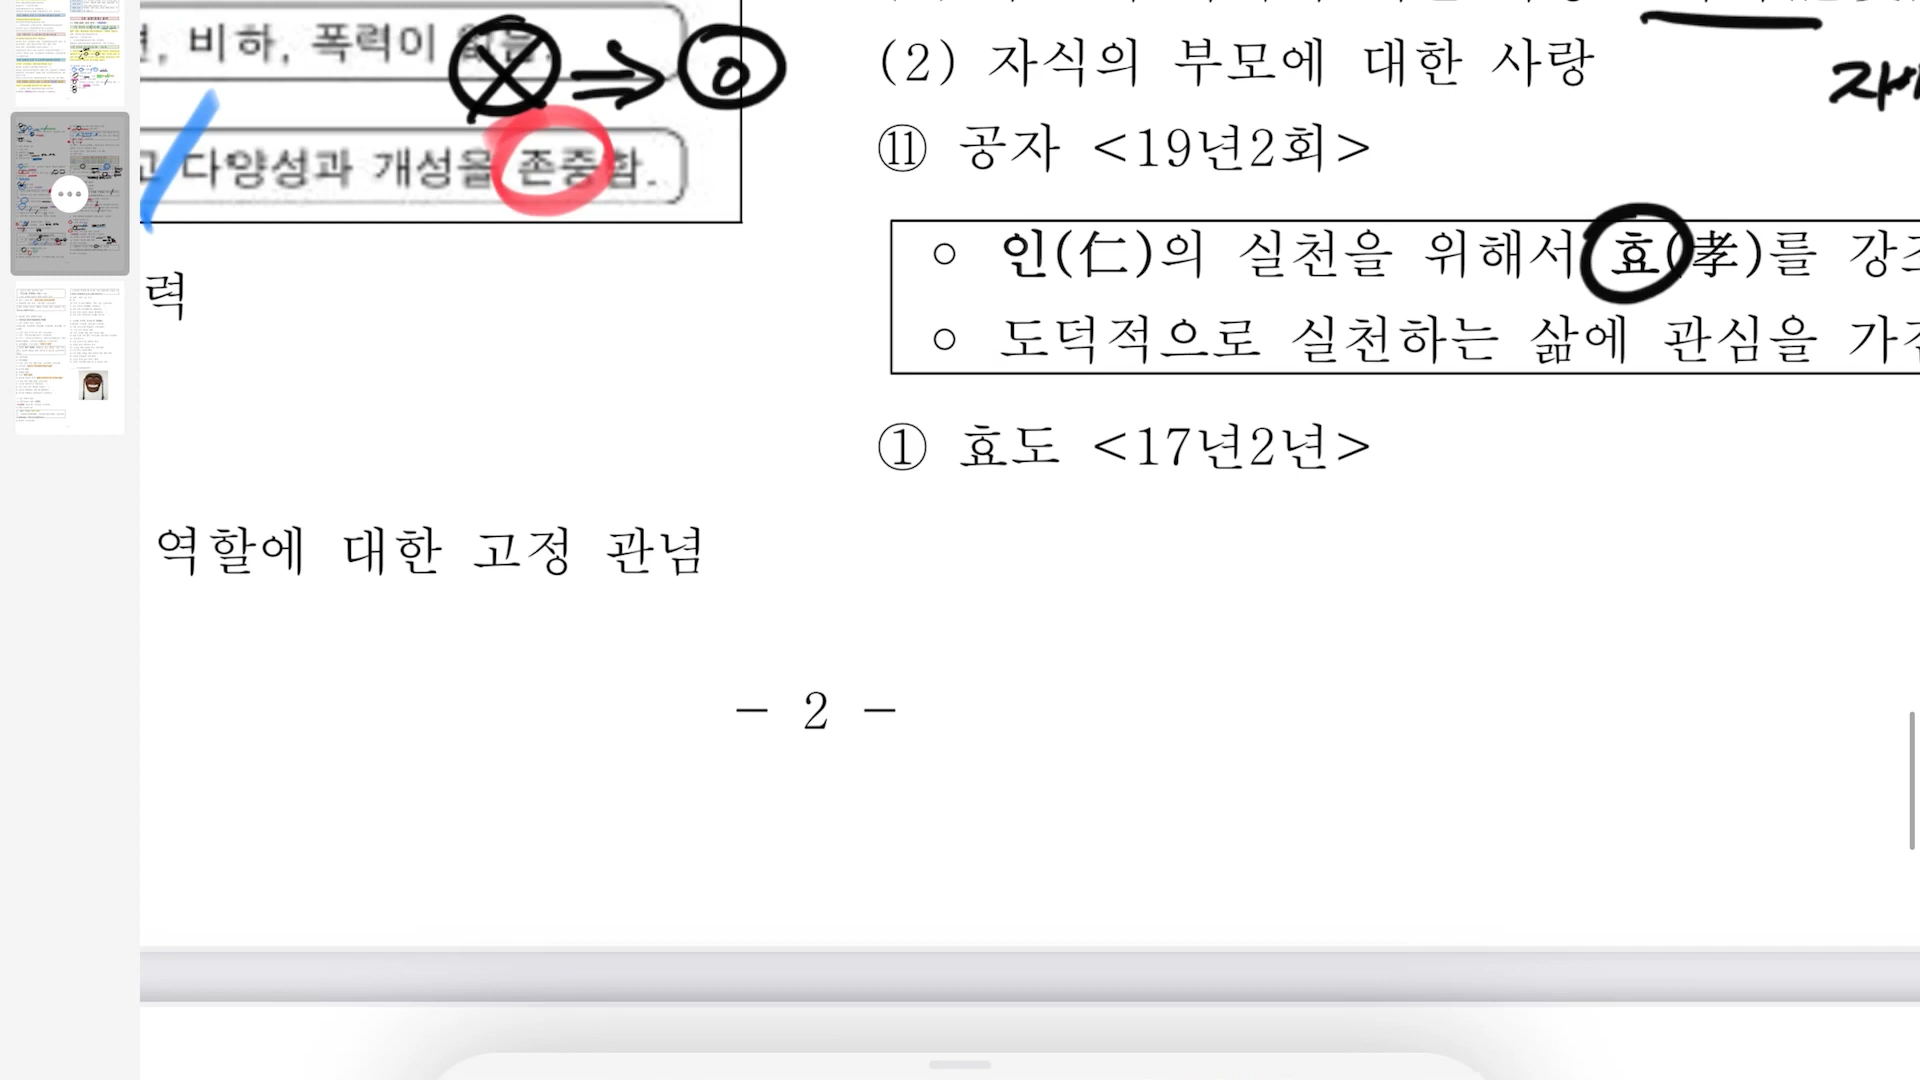 비하, 폭력이
다양성과 개성을 존중함.
력
역할에 대한 고정 관념
(2) 자식의 부모에 대한 사랑
⑪ 공자 <19년2회>
○ 인(仁)의 실천을 위해서 효(孝)를
○ 도덕적으로 실천하는 삶에 관심을
① 효도 <17년2년>
- 2 -